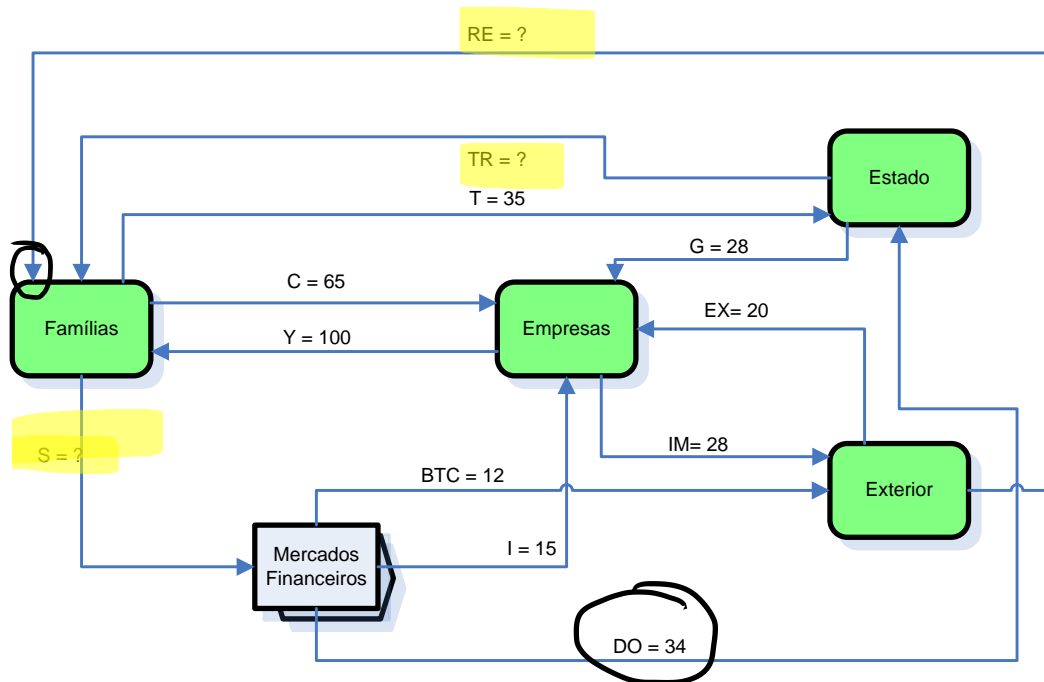 RE = ?
TR = ?
Estado
T = 35
G = 28
C = 65
EX= 20
Famílias
Empresas
Y = 100
S = ?
IM= 28
BTC = 12
Exterior
Mercados
Financeiros
I = 15
DO = 34